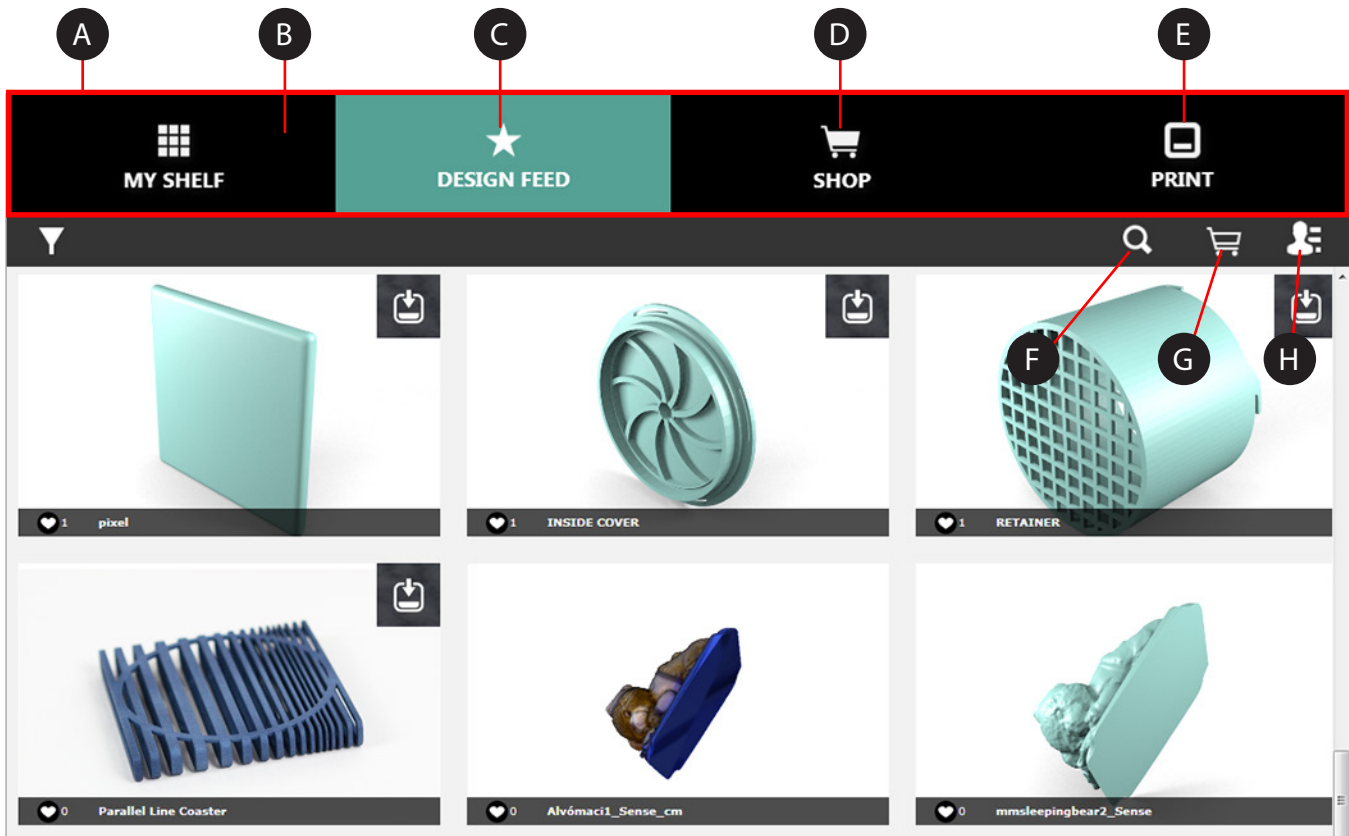 A B C D E
MY SHELF DESIGN FEED SHOP PRINT
F G H
1 pixel 1 INSIDE COVER 1 RETAINER
0 Parallel Line Coaster 0 Alvómaci1_Sense_cm 0 mmsleepingbear2_Sense